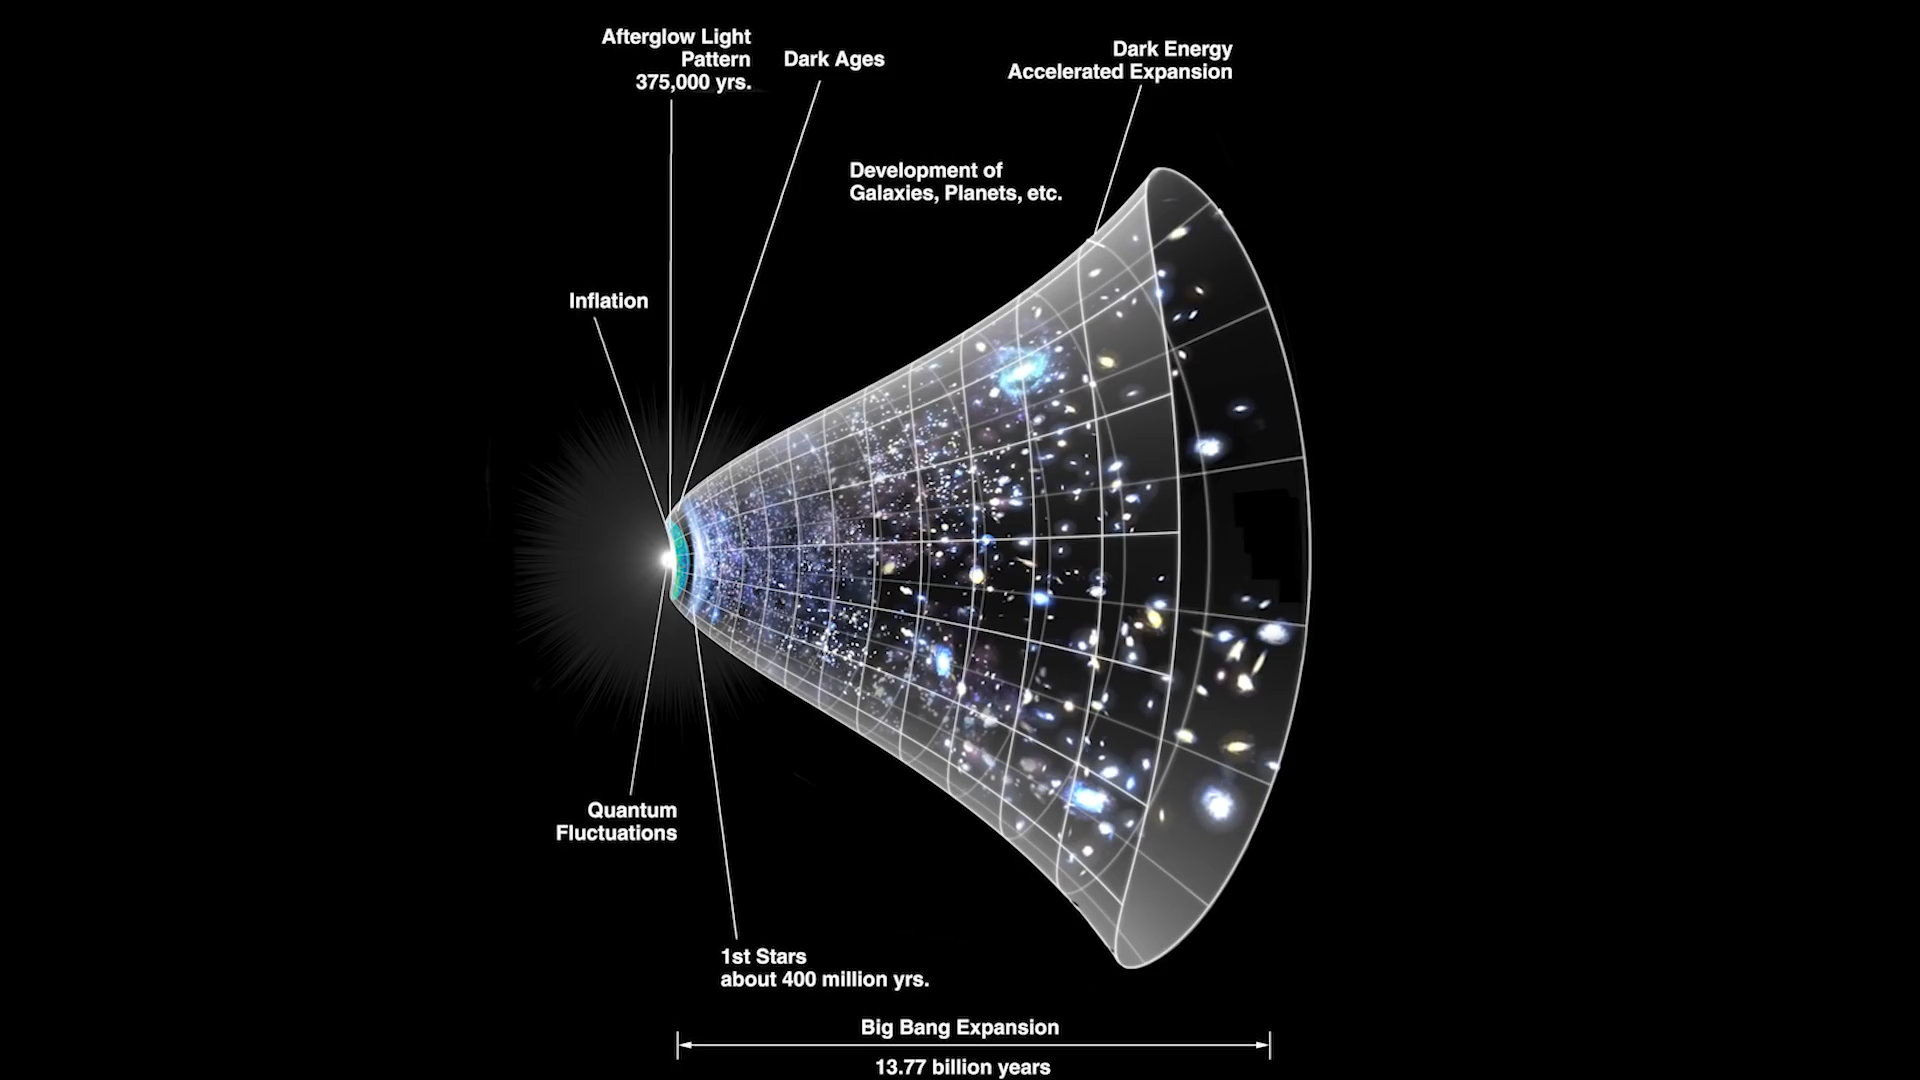 Afterglow Light
Pattern
375,000 yrs.
Dark Ages
Dark Energy
Accelerated Expansion
Development of
Galaxies, Planets, etc.
Inflation
Quantum
Fluctuations
1st Stars
about 400 million yrs.
Big Bang Expansion
13.77 billion years